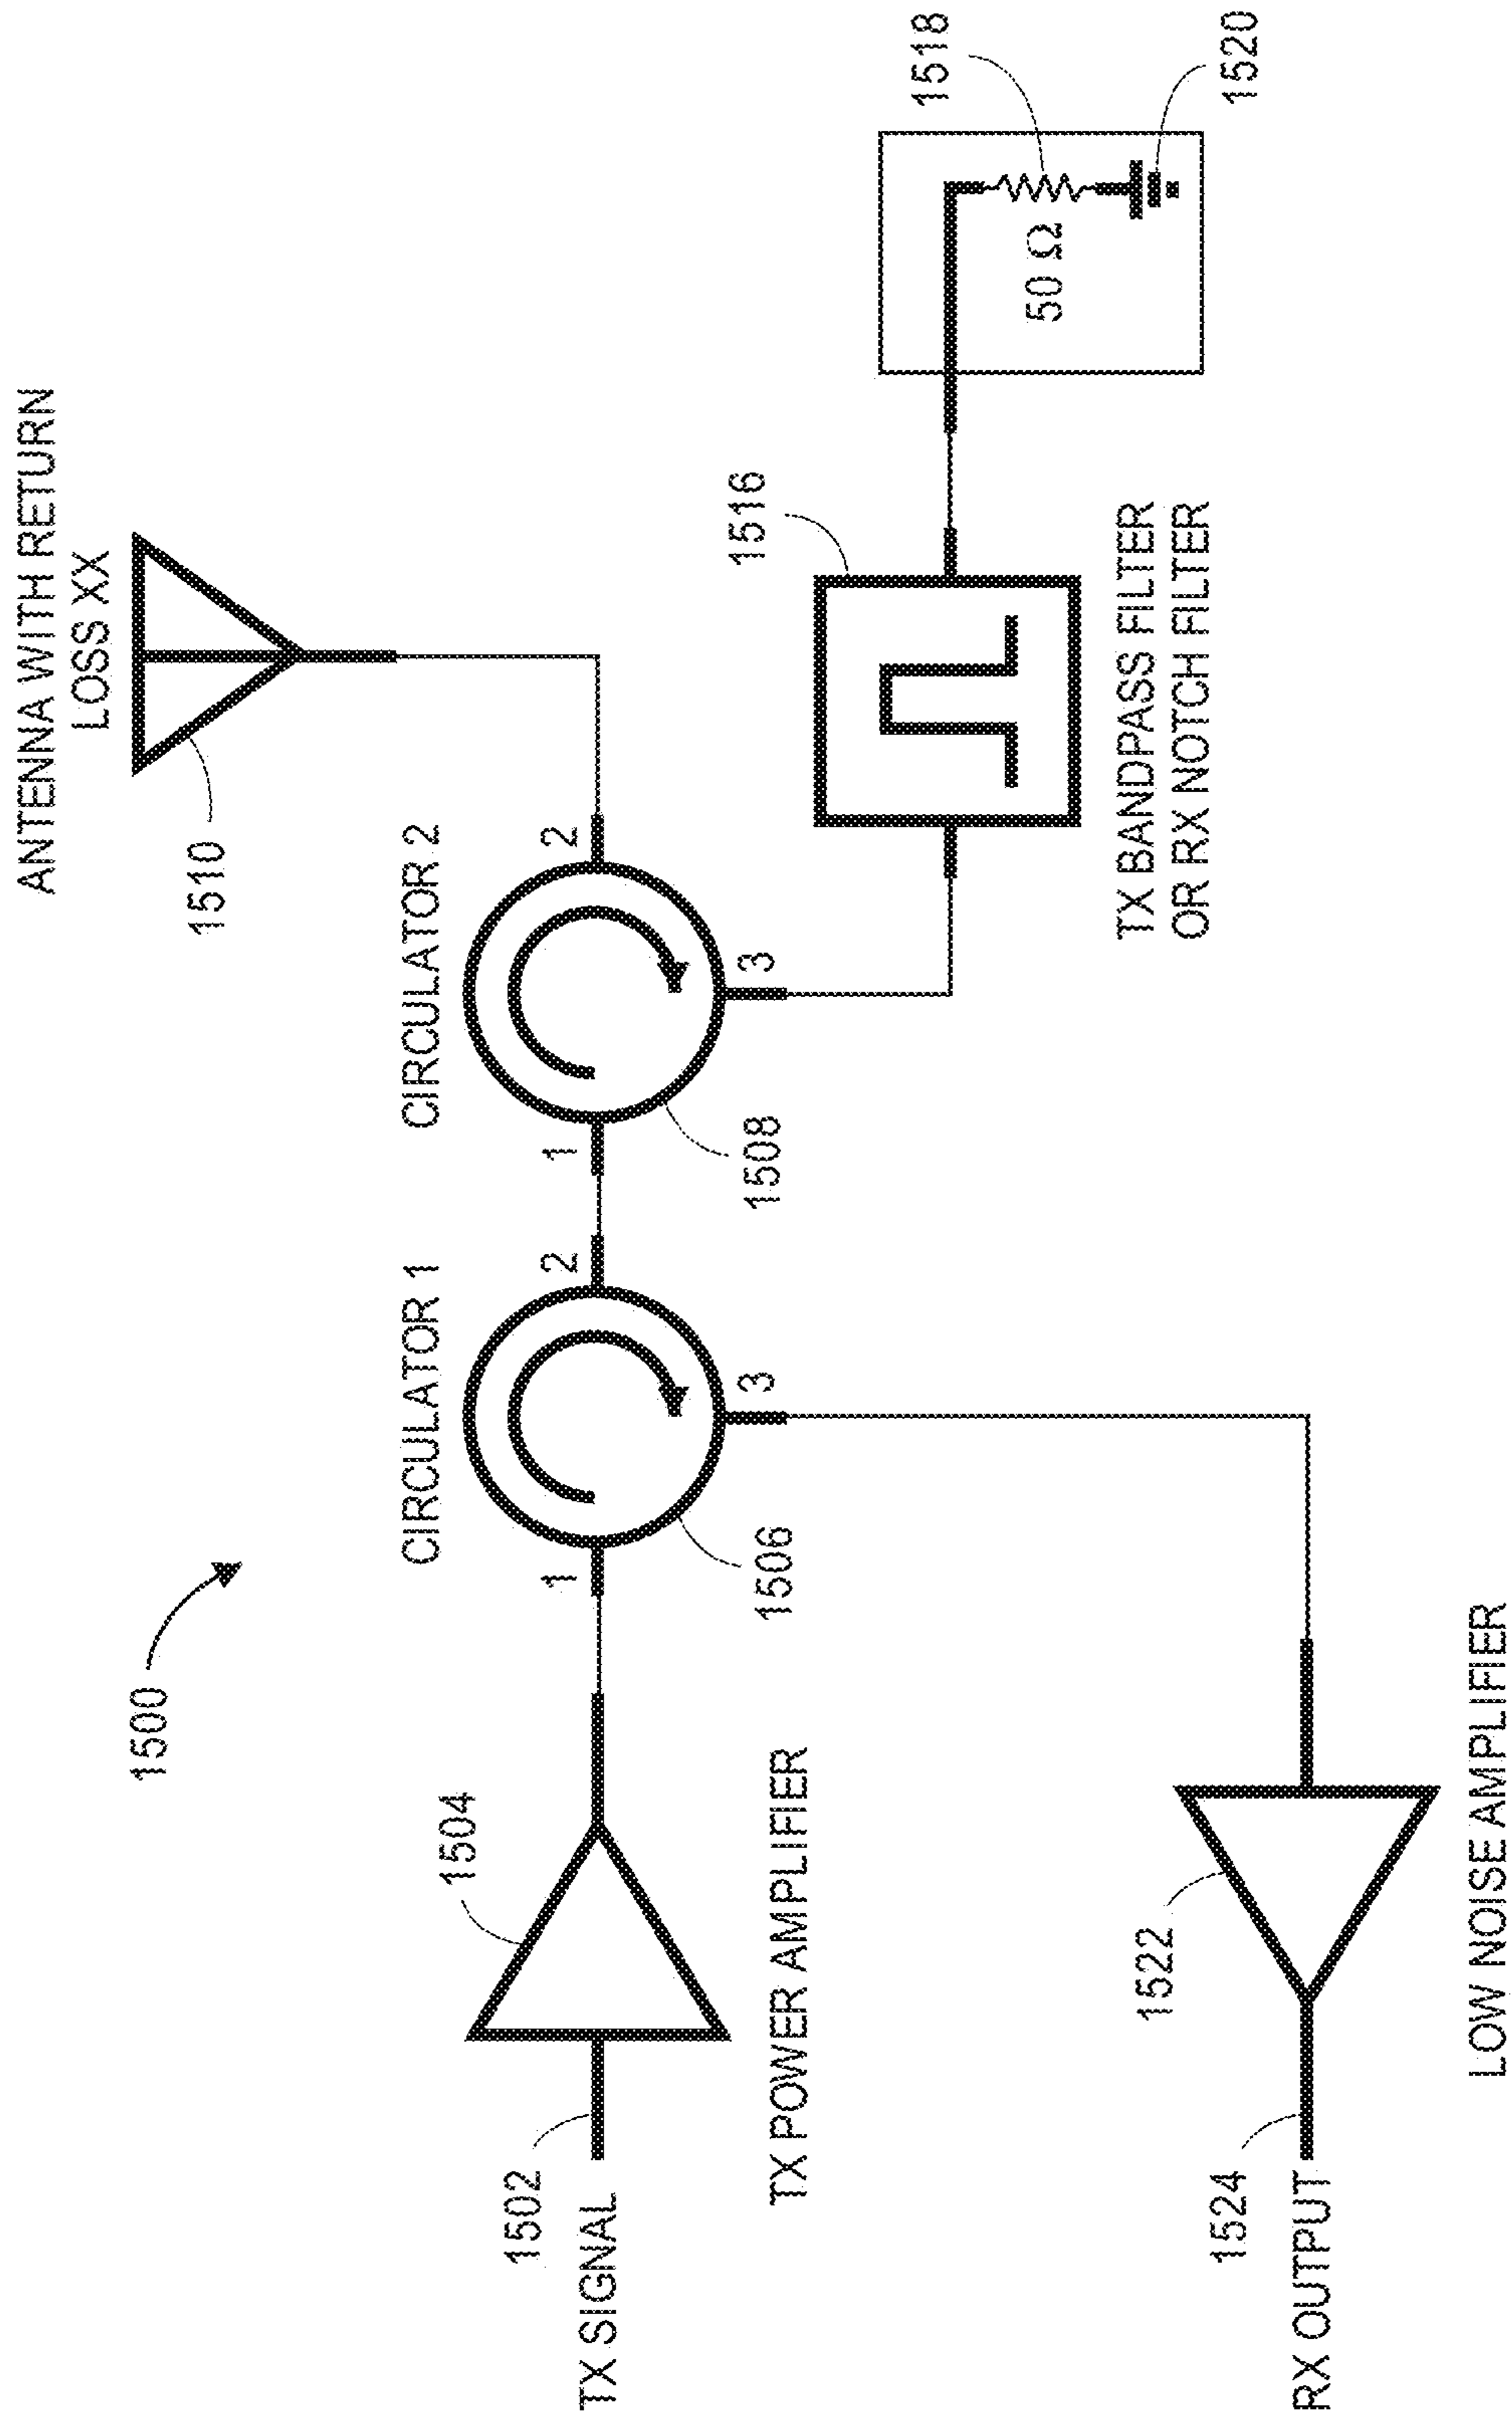 1500
ANTENNA WITH RETURN
LOSS XX
1510
CIRCULATOR 1
CIRCULATOR 2
1502
TX SIGNAL
1504
TX POWER AMPLIFIER
1
2
3
1506
1
2
3
1508
1516
TX BANDPASS FILTER
OR RX NOTCH FILTER
50 Ω
1518
1520
1524
RX OUTPUT
1522
LOW NOISE AMPLIFIER